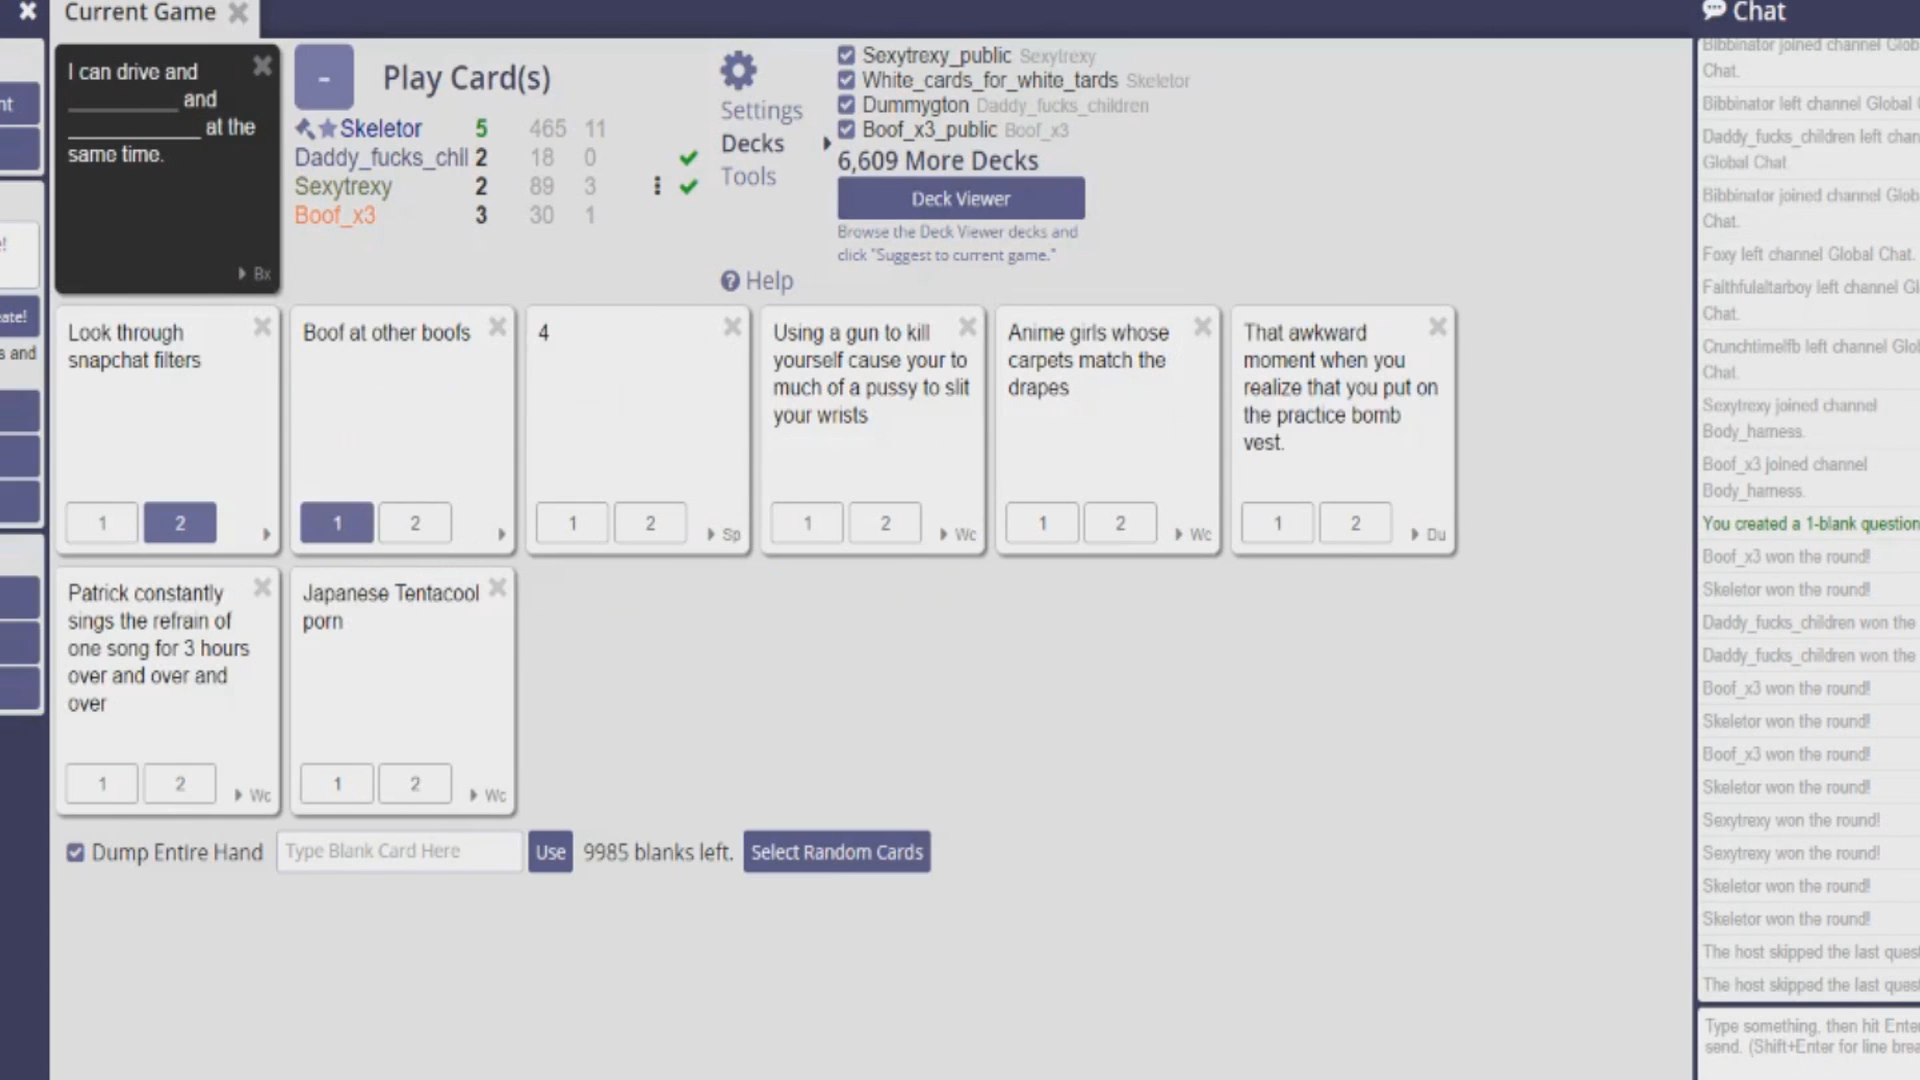 Current Game
I can drive and
__________ and
____________ at the
same time.
Bx
-
Play Card(s)
Skeletor 5 465 11
Daddy_fucks_chil 2 18 0
Sexytrexy 2 89 3
Boof_x3 3 30 1
Settings
Decks
Tools
Help
Sexytrexy_public Sexytrexy
White_cards_for_white_tards Skeletor
Dummygton Daddy_fucks_children
Boof_x3_public Boof_x3
6,609 More Decks
Deck Viewer
Browse the Deck Viewer decks and
click "Suggest to current game."
Look through
snapchat filters
1 2
Boof at other boofs
1 2
4
1 2
Sp
Using a gun to kill
yourself cause your to
much of a pussy to slit
your wrists
1 2
Wc
Anime girls whose
carpets match the
drapes
1 2
Wc
That awkward
moment when you
realize that you put on
the practice bomb
vest.
1 2
Du
Patrick constantly
sings the refrain of
one song for 3 hours
over and over and
over
1 2
Wc
Japanese Tentacool
porn
1 2
Wc
Dump Entire Hand
Type Blank Card Here
Use
9985 blanks left.
Select Random Cards
nt
e!
eate!
s and
Chat
Bibbinator joined channel Glob
Chat.
Bibbinator left channel Global
Daddy_fucks_children left chan
Global Chat.
Bibbinator joined channel Glob
Chat.
Foxy left channel Global Chat.
Faithfulaltarboy left channel Gl
Chat.
Crunchtimelfb left channel Glo
Chat.
Sexytrexy joined channel
Body_harness.
Boof_x3 joined channel
Body_harness.
You created a 1-blank question
Boof_x3 won the round!
Skeletor won the round!
Daddy_fucks_children won the
Daddy_fucks_children won the
Boof_x3 won the round!
Skeletor won the round!
Boof_x3 won the round!
Skeletor won the round!
Sexytrexy won the round!
Sexytrexy won the round!
Skeletor won the round!
Skeletor won the round!
The host skipped the last quest
The host skipped the last quest
Type something, then hit Ente
send. (Shift+Enter for line brea